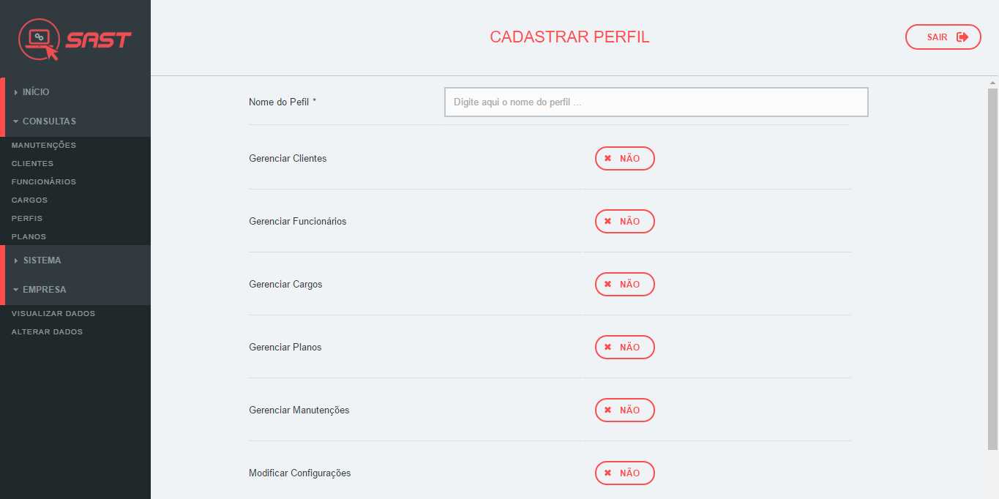 SAST
CADASTRAR PERFIL
SAIR
INÍCIO
CONSULTAS
MANUTENÇÕES
CLIENTES
FUNCIONÁRIOS
CARGOS
PERFIS
PLANOS
SISTEMA
EMPRESA
VISUALIZAR DADOS
ALTERAR DADOS
Nome do Pefil *
Digite aqui o nome do perfil ...
Gerenciar Clientes
NÃO
Gerenciar Funcionários
NÃO
Gerenciar Cargos
NÃO
Gerenciar Planos
NÃO
Gerenciar Manutenções
NÃO
Modificar Configurações
NÃO